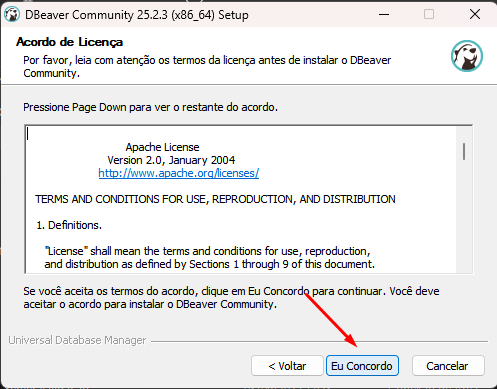 DBeaver Community 25.2.3 (x86_64) Setup
Acordo de Licença
Por favor, leia com atenção os termos da licença antes de instalar o DBeaver
Community.
Pressione Page Down para ver o restante do acordo.
Apache License
Version 2.0, January 2004
http://www.apache.org/licenses/
TERMS AND CONDITIONS FOR USE, REPRODUCTION, AND DISTRIBUTION
1. Definitions.
"License" shall mean the terms and conditions for use, reproduction,
and distribution as defined by Sections 1 through 9 of this document.
Se você aceita os termos do acordo, clique em Eu Concordo para continuar. Você deve
aceitar o acordo para instalar o DBeaver Community.
Universal Database Manager
< Voltar Eu Concordo Cancelar